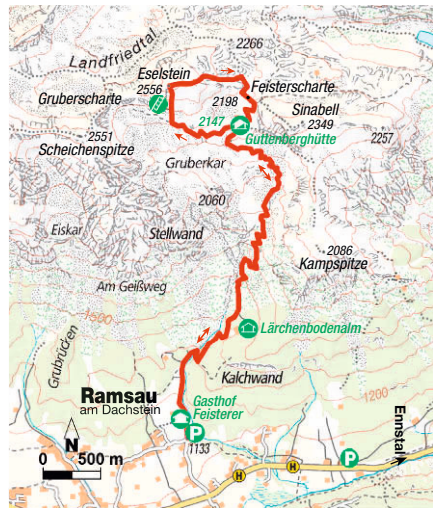 2266
Landfriedtal
Eselstein
2556
Feisterscharte
Gruberscharte
2198
Sinabell
2349
2147
Guttenberghütte
2551
Scheichenspitze
2257
Gruberkar
2060
Eiskar
Stellwand
2086
Kampspitze
Am Geißweg
1500
Lärchenbodenalm
Grubrücken
Kalchwand
Ramsau
am Dachstein
Gasthof
Feisterer
1200
Ennstal
N
P
1133
P
0 500 m
H
H